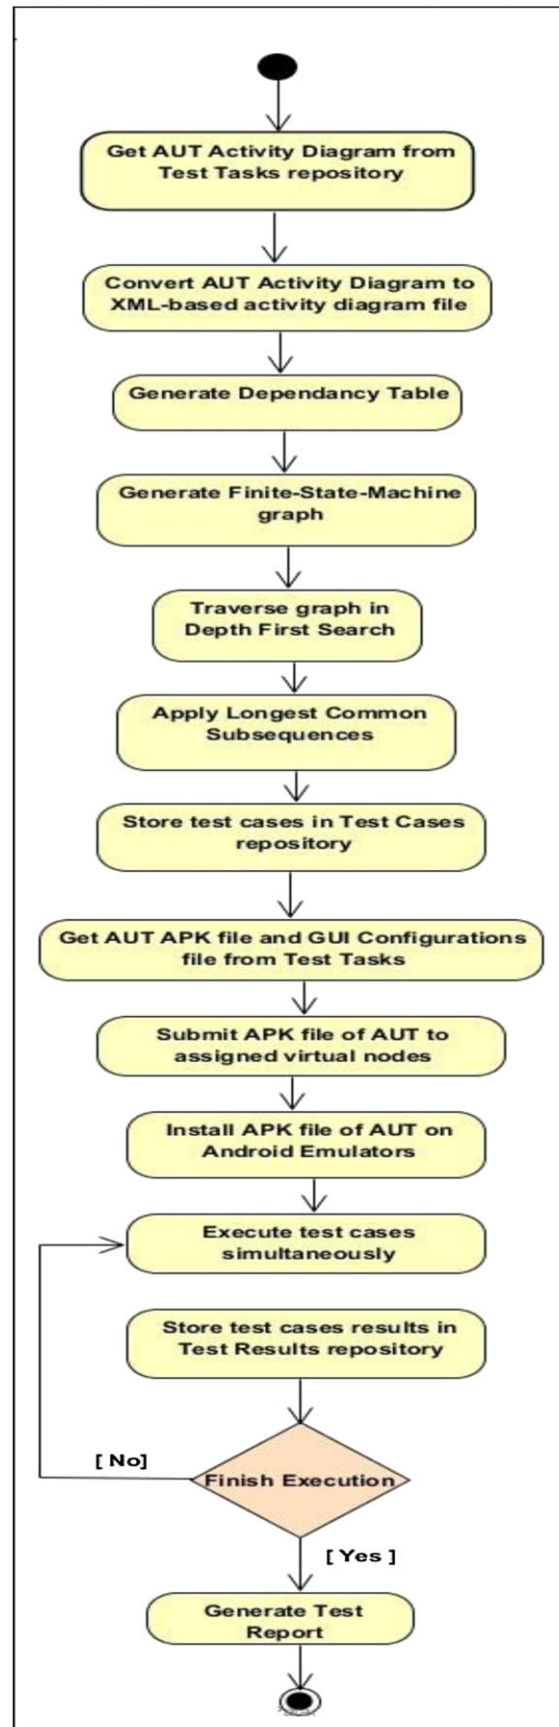 Get AUT Activity Diagram from
Test Tasks repository
Convert AUT Activity Diagram to
XML-based activity diagram file
Generate Dependancy Table
Generate Finite-State-Machine
graph
Traverse graph in
Depth First Search
Apply Longest Common
Subsequences
Store test cases in Test Cases
repository
Get AUT APK file and GUI Configurations
file from Test Tasks
Submit APK file of AUT to
assigned virtual nodes
Install APK file of AUT on
Android Emulators
Execute test cases
simultaneously
Store test cases results in
Test Results repository
[ No]
Finish Execution
[ Yes ]
Generate Test
Report